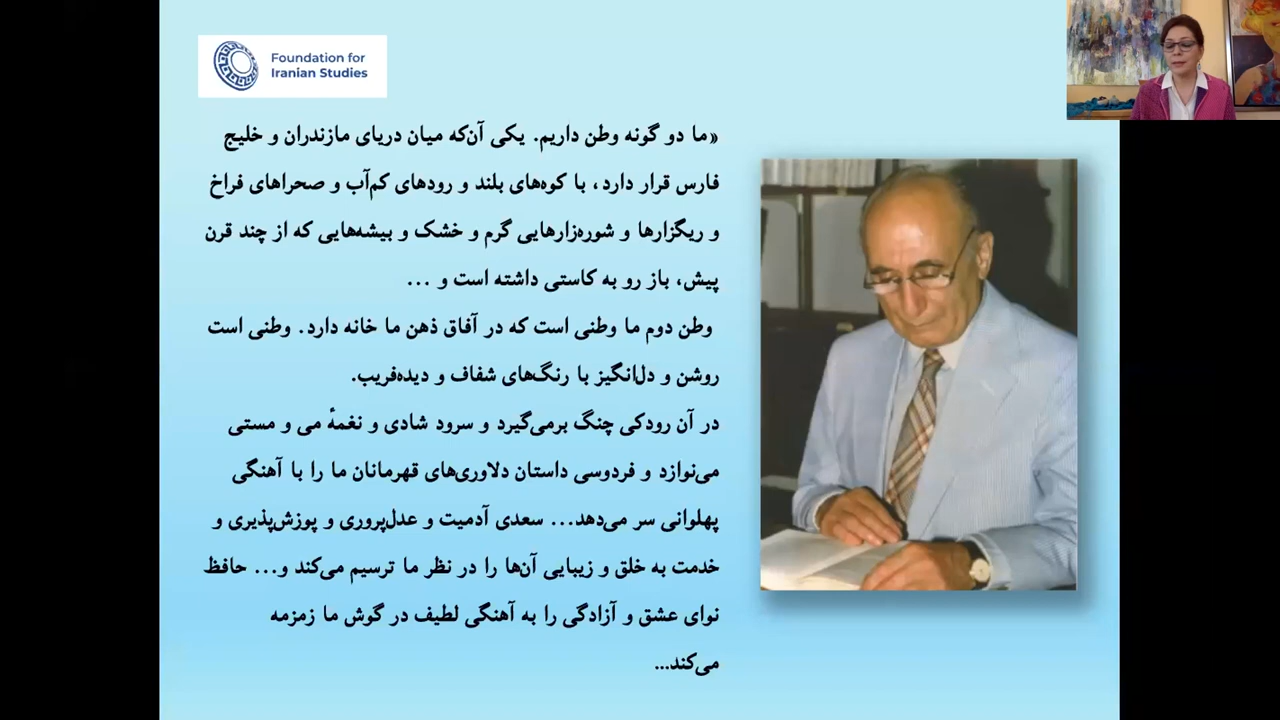 Foundation for
Iranian Studies
«ما دو گونه وطن داریم. یکی آن‌که میان دریای مازندران و خلیج
فارس قرار دارد، با کوه‌های بلند و رودهای کم‌آب و صحراهای فراخ
و ریگزارها و شوره‌زارهایی گرم و خشک و بیشه‌هایی که از چند قرن
پیش، باز رو به کاستی داشته است و ...
وطن دوم ما وطنی است که در آفاق ذهن ما خانه دارد. وطنی است
روشن و دل‌انگیز با رنگ‌های شفاف و دیده‌فریب.
در آن رودکی چنگ برمی‌گیرد و سرود شادی و نغمهٔ می و مستی
می‌نوازد و فردوسی داستان دلاوری‌های قهرمانان ما را با آهنگی
پهلوانی سر می‌دهد... سعدی آدمیت و عدل‌پروری و پوزش‌پذیری و
خدمت به خلق و زیبایی آن‌ها را در نظر ما ترسیم می‌کند و... حافظ
نوای عشق و آزادگی را به آهنگی لطیف در گوش ما زمزمه
می‌کند...